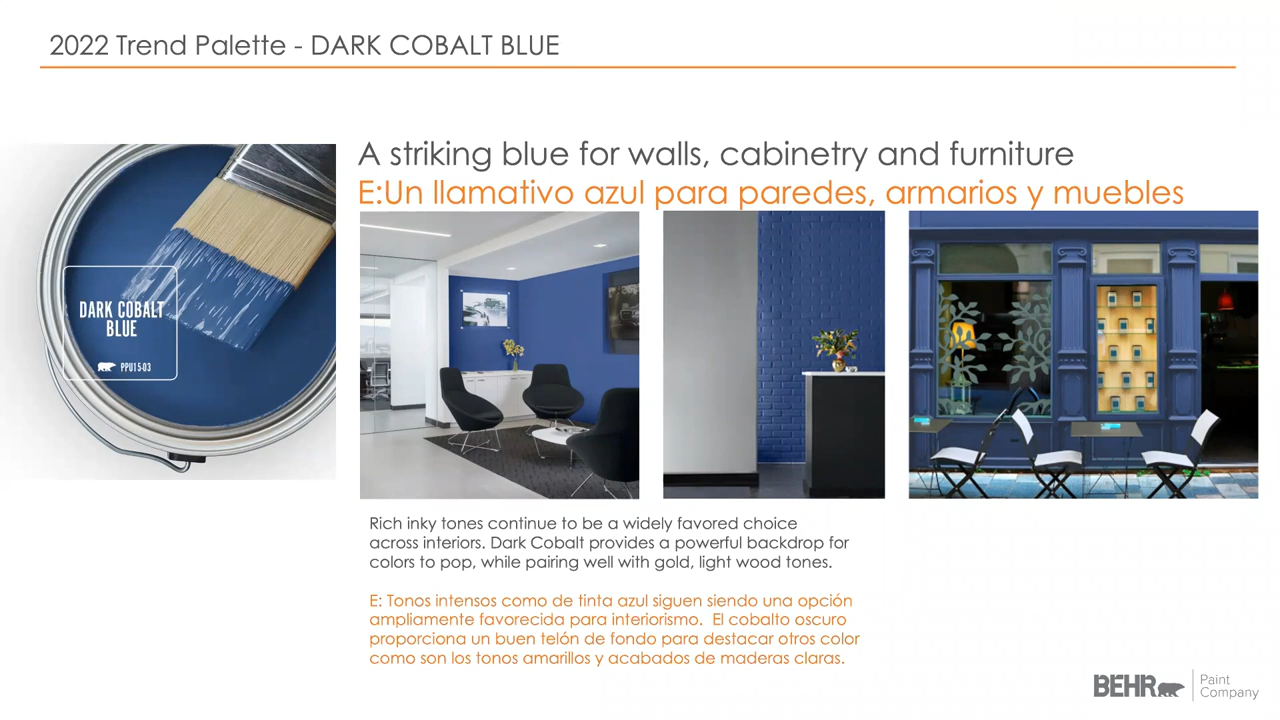 2022 Trend Palette - DARK COBALT BLUE
A striking blue for walls, cabinetry and furniture
E:Un llamativo azul para paredes, armarios y muebles
DARK COBALT
BLUE
PPU15-03
Rich inky tones continue to be a widely favored choice
across interiors. Dark Cobalt provides a powerful backdrop for
colors to pop, while pairing well with gold, light wood tones.
E: Tonos intensos como de tinta azul siguen siendo una opción
ampliamente favorecida para interiorismo.  El cobalto oscuro
proporciona un buen telón de fondo para destacar otros color
como son los tonos amarillos y acabados de maderas claras.
BEHR
Paint
Company